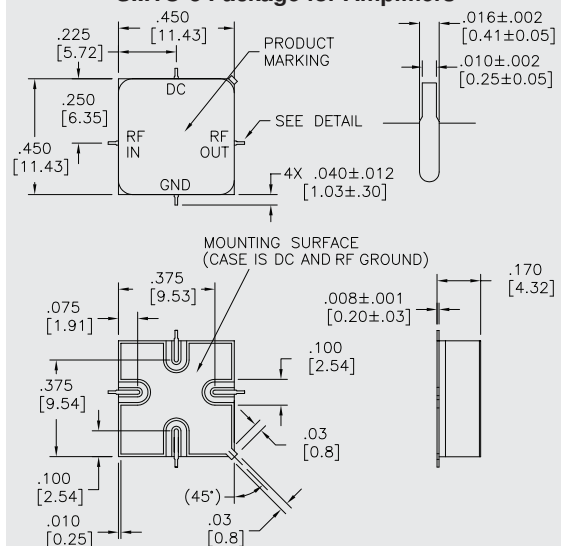 .450
[11.43]
.225
[5.72]
PRODUCT
MARKING
.016±.002
[0.41±0.05]
.010±.002
[0.25±0.05]
DC
.250
[6.35]
.450
[11.43]
RF
IN
RF
OUT
SEE DETAIL
GND
4X .040±.012
[1.03±.30]
MOUNTING SURFACE
(CASE IS DC AND RF GROUND)
.375
[9.53]
.075
[1.91]
.170
[4.32]
.008±.001
[0.20±.03]
.100
[2.54]
.375
[9.54]
.03
[0.8]
.100
[2.54]
(45°)
.010
[0.25]
.03
[0.8]